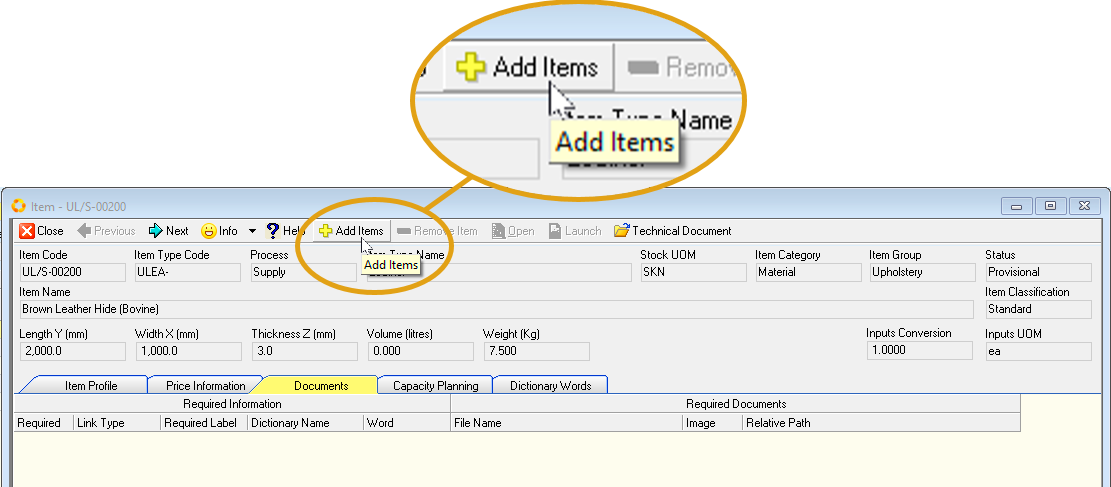 Add Items Remov
Item Type Name
Add Items
Item - UL/S-00200
Close Previous Next Info Help Add Items Remove Item Open Launch Technical Document
Item Code Item Type Code Process Item Type Name Stock UOM Item Category Item Group Status
Add Items
UL/S-00200 ULEA- Supply Leather SKN Material Upholstery Provisional
Item Name Item Classification
Brown Leather Hide (Bovine) Standard
Length Y (mm) Width X (mm) Thickness Z (mm) Volume (litres) Weight (Kg) Inputs Conversion Inputs UOM
2,000.0 1,000.0 3.0 0.000 7.500 1.0000 ea
Item Profile Price Information Documents Capacity Planning Dictionary Words
Required Information Required Documents
Required Link Type Required Label Dictionary Name Word File Name Image Relative Path